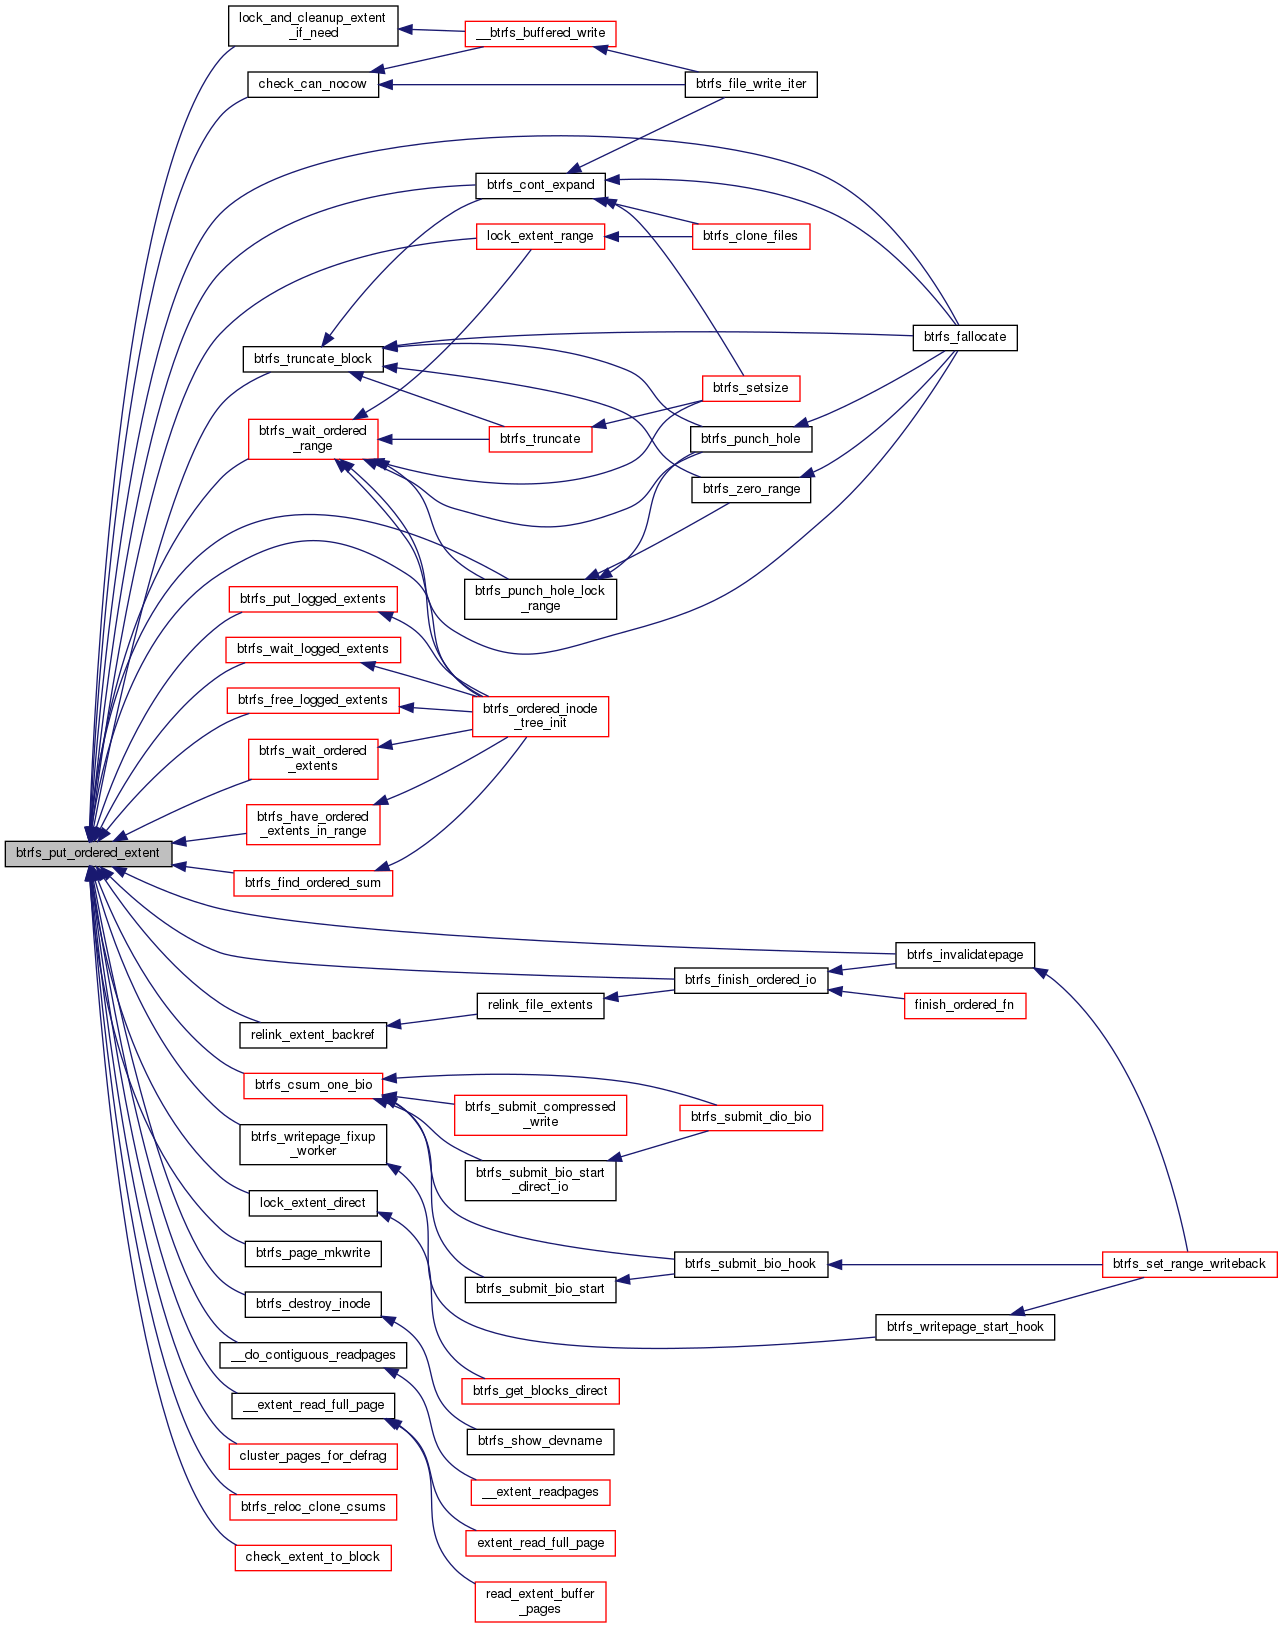 lock_and_cleanup_extent
_if_need
__btrfs_buffered_write
check_can_nocow
btrfs_file_write_iter
btrfs_cont_expand
lock_extent_range
btrfs_clone_files
btrfs_fallocate
btrfs_truncate_block
btrfs_setsize
btrfs_wait_ordered
_range
btrfs_truncate
btrfs_punch_hole
btrfs_zero_range
btrfs_punch_hole_lock
_range
btrfs_put_logged_extents
btrfs_wait_logged_extents
btrfs_free_logged_extents
btrfs_ordered_inode
_tree_init
btrfs_wait_ordered
_extents
btrfs_have_ordered
_extents_in_range
btrfs_put_ordered_extent
btrfs_find_ordered_sum
btrfs_invalidatepage
btrfs_finish_ordered_io
relink_file_extents
finish_ordered_fn
relink_extent_backref
btrfs_csum_one_bio
btrfs_submit_compressed
_write
btrfs_submit_dio_bio
btrfs_writepage_fixup
_worker
btrfs_submit_bio_start
_direct_io
lock_extent_direct
btrfs_page_mkwrite
btrfs_submit_bio_hook
btrfs_set_range_writeback
btrfs_submit_bio_start
btrfs_destroy_inode
btrfs_writepage_start_hook
__do_contiguous_readpages
btrfs_get_blocks_direct
__extent_read_full_page
btrfs_show_devname
cluster_pages_for_defrag
__extent_readpages
btrfs_reloc_clone_csums
extent_read_full_page
check_extent_to_block
read_extent_buffer
_pages